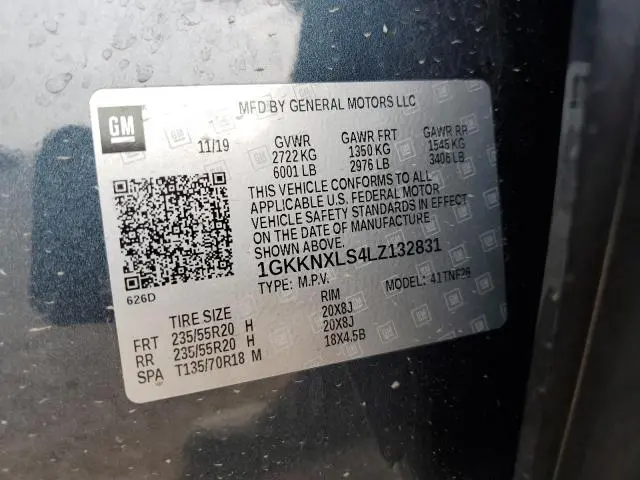 MFD BY GENERAL MOTORS LLC
GM
11/19 GVWR GAWR FRT GAWR RR
2722 KG 1350 KG 1545 KG
6001 LB 2976 LB 3406 LB
THIS VEHICLE CONFORMS TO ALL
APPLICABLE U.S. FEDERAL MOTOR
VEHICLE SAFETY STANDARDS IN EFFECT
ON THE DATE OF MANUFACTURE
SHOWN ABOVE.
1GKKNXLS4LZ132831
626D
TYPE: M.P.V. MODEL: 41TNF26
TIRE SIZE RIM
FRT 235/55R20 H 20X8J
RR 235/55R20 H 20X8J
SPA T135/70R18 M 18X4.5B